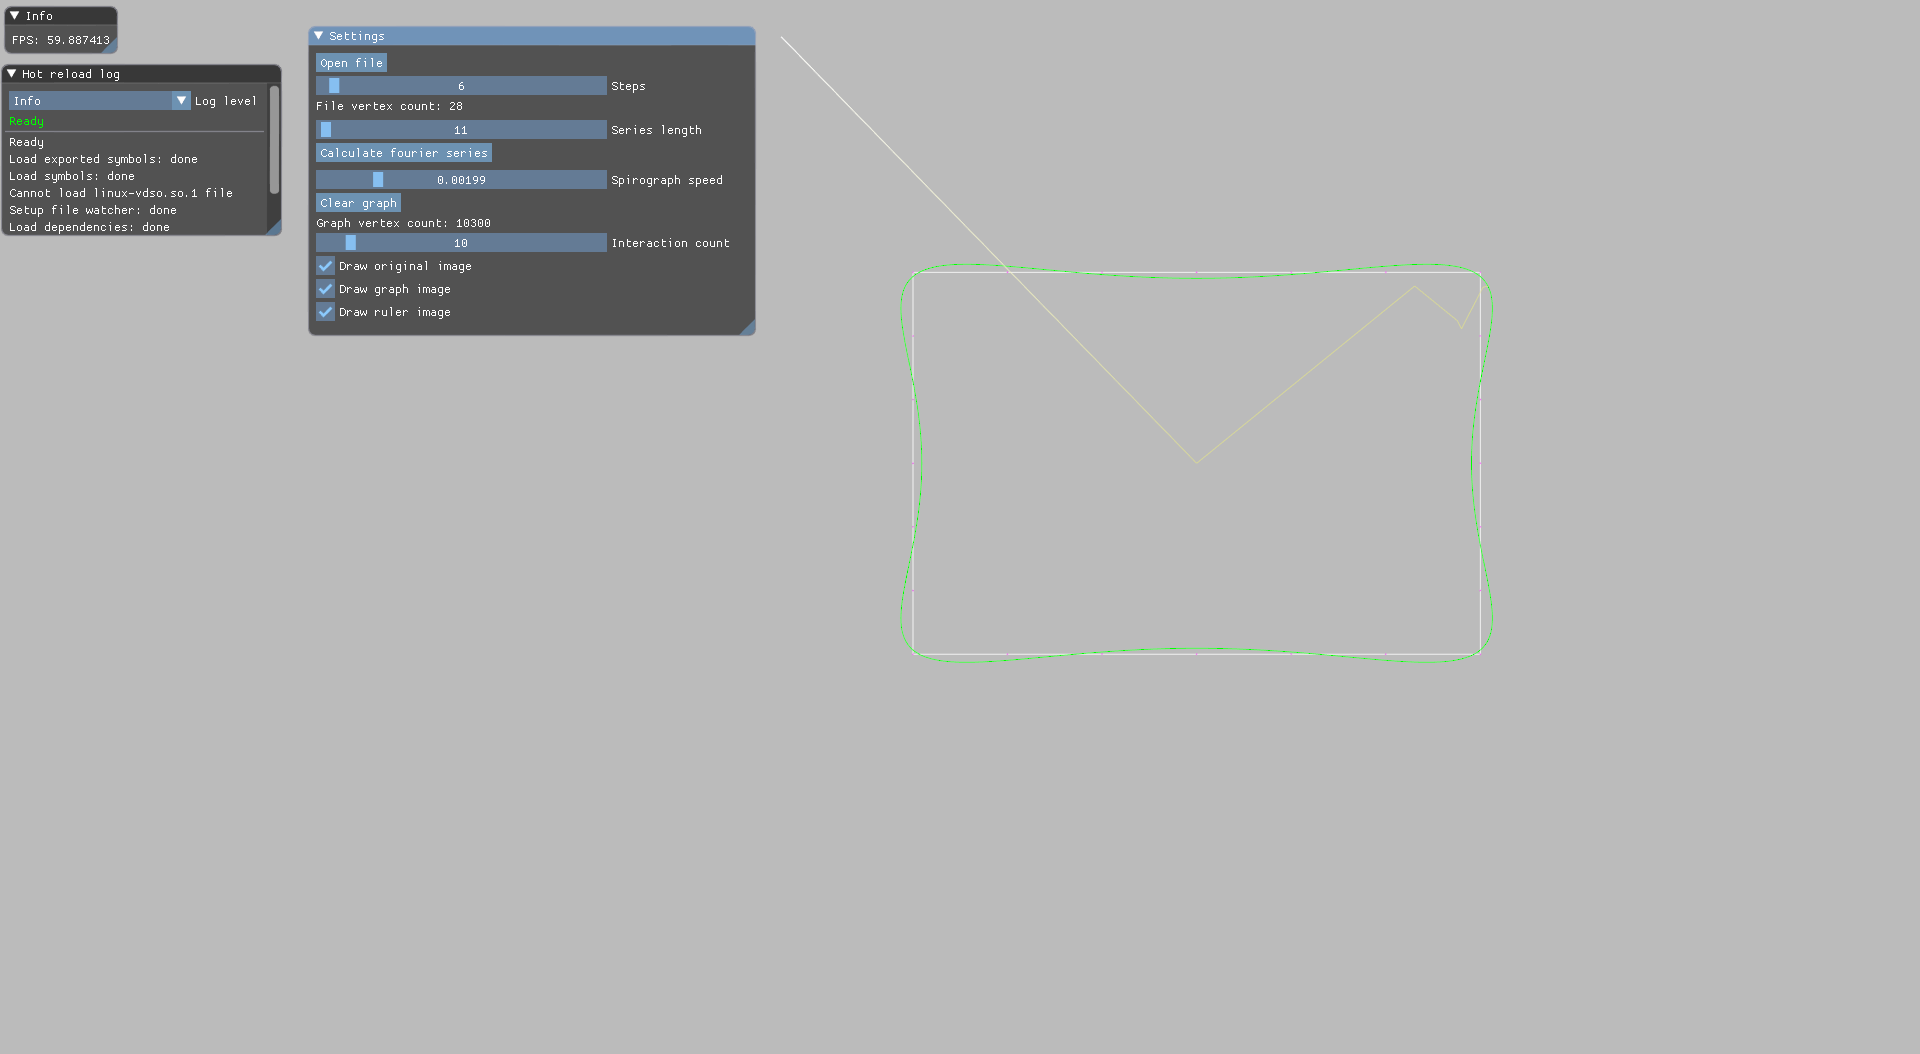 Info
FPS: 59.887413
Hot reload log
Info Log level
Ready
Ready
Load exported symbols: done
Load symbols: done
Cannot load linux-vdso.so.1 file
Setup file watcher: done
Load dependencies: done
Settings
Open file
6 Steps
File vertex count: 28
11 Series length
Calculate fourier series
0.00199 Spirograph speed
Clear graph
Graph vertex count: 10300
10 Interaction count
Draw original image
Draw graph image
Draw ruler image